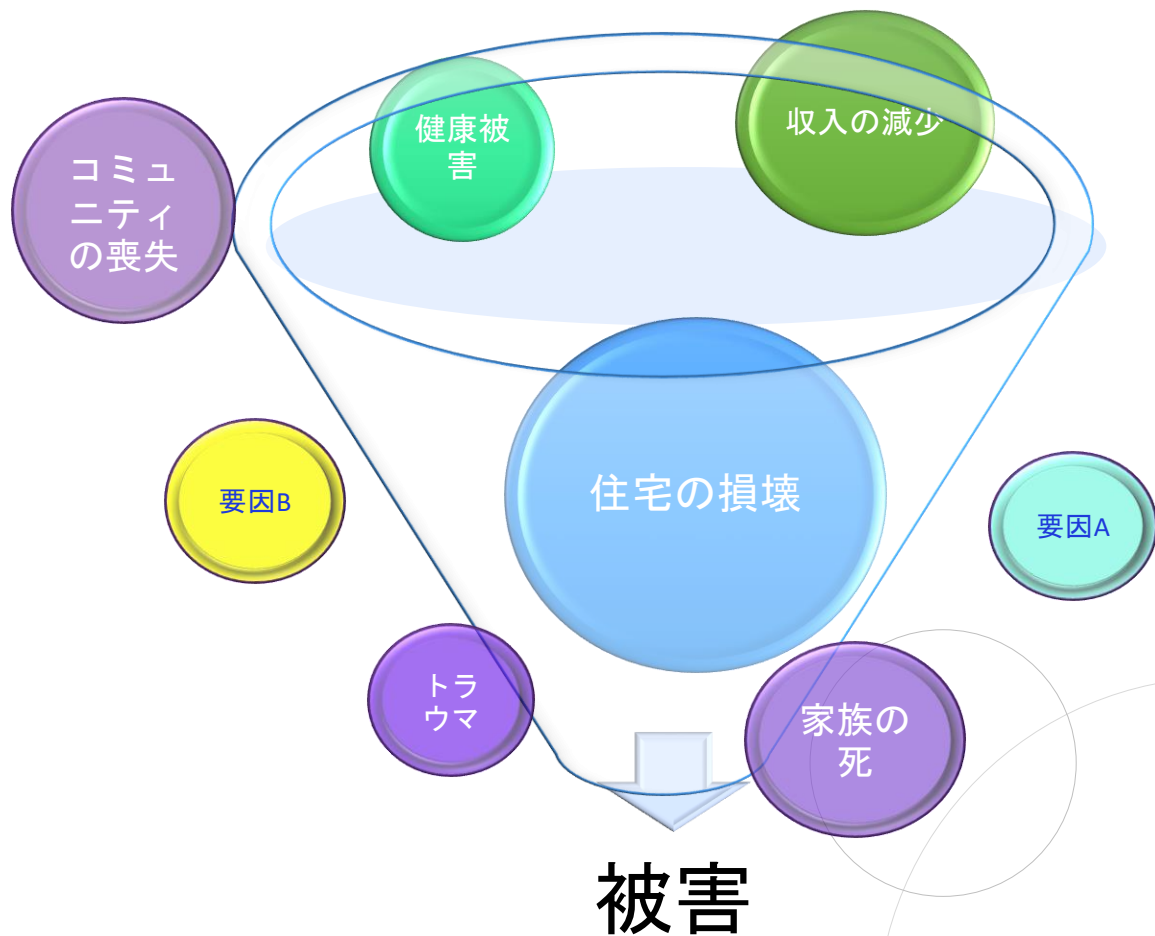 健康被
害
収入の減少
コミュ
ニティ
の喪失
住宅の損壊
要因B
要因A
トラ
ウマ
家族の
死
被害